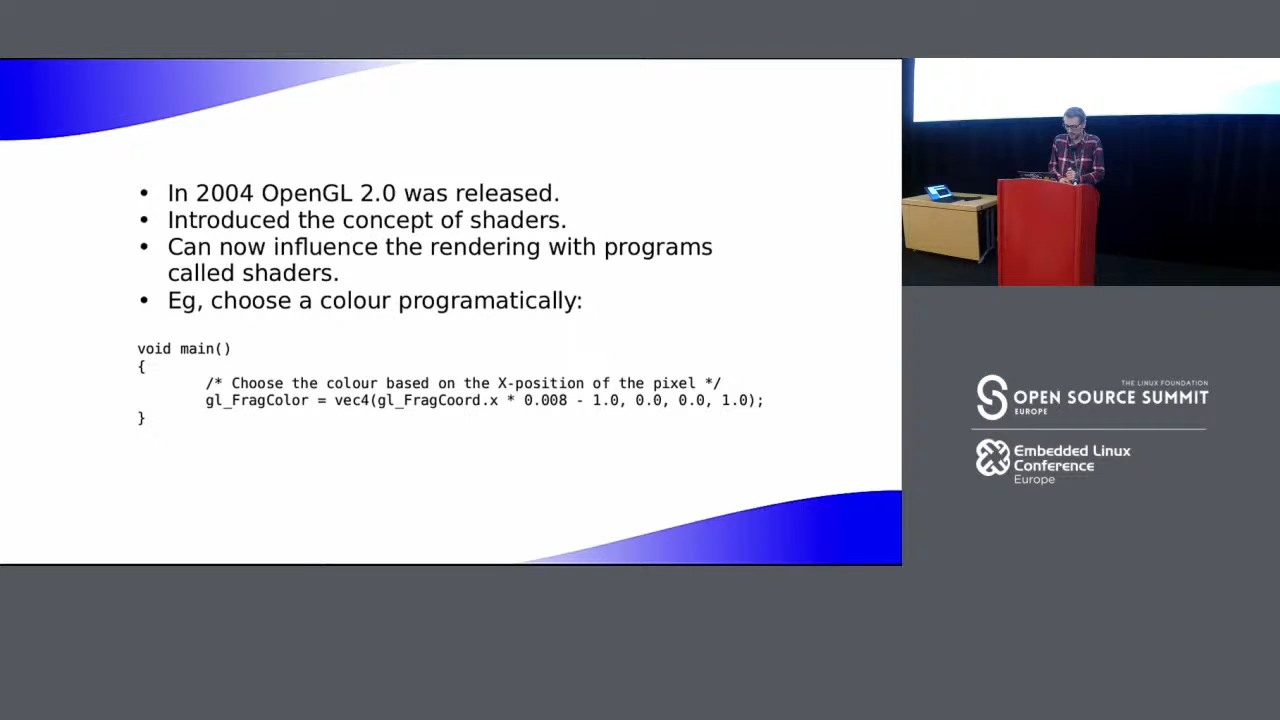 • In 2004 OpenGL 2.0 was released.
• Introduced the concept of shaders.
• Can now influence the rendering with programs
called shaders.
• Eg, choose a colour programatically:
void main()
{
/* Choose the colour based on the X-position of the pixel */
gl_FragColor = vec4(gl_FragCoord.x * 0.008 - 1.0, 0.0, 0.0, 1.0);
}
THE LINUX FOUNDATION
OPEN SOURCE SUMMIT
EUROPE
Embedded Linux
Conference
Europe